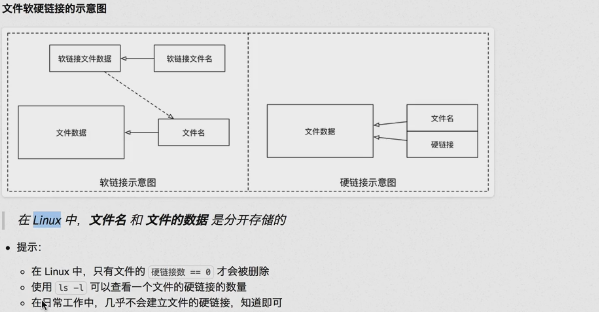 文件软硬链接的示意图
软链接文件数据
软链接文件名
文件数据
文件名
软链接示意图
文件数据
文件名
硬链接
硬链接示意图
在 Linux 中，文件名 和 文件的数据 是分开存储的
提示：
在 Linux 中，只有文件的 硬链接数 == 0 才会被删除
使用 ls -l 可以查看一个文件的硬链接的数量
在日常工作中，几乎不会建立文件的硬链接，知道即可